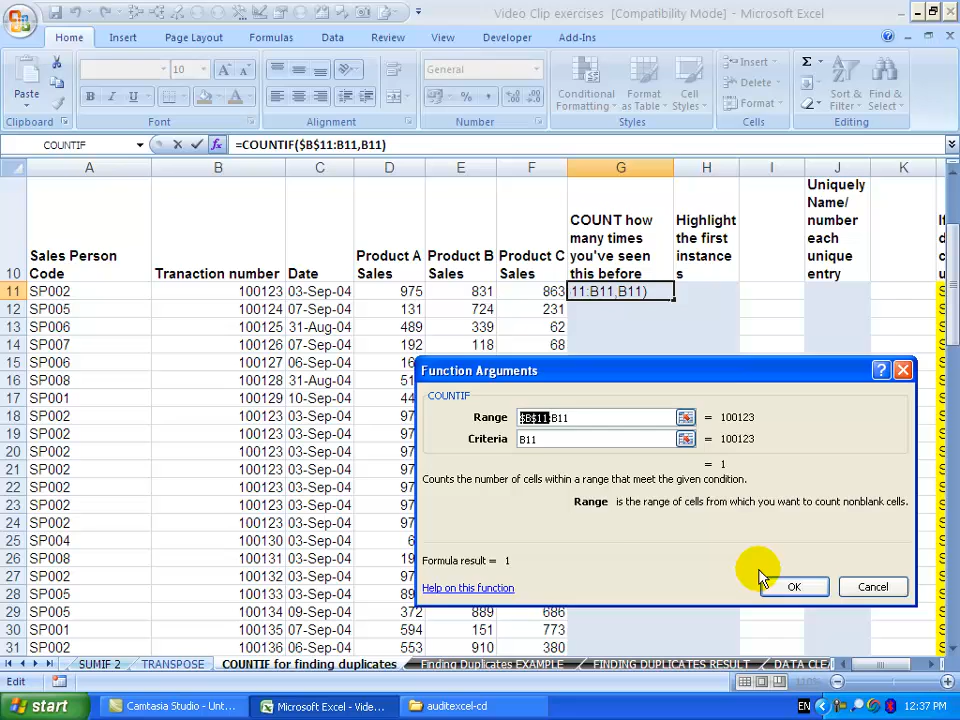 Video Clip exercises [Compatibility Mode] - Microsoft Excel
Home Insert Page Layout Formulas Data Review View Developer Add-Ins
Paste
10
General
Conditional Formatting
Format as Table
Cell Styles
Insert
Delete
Format
Sort & Filter
Find & Select
Clipboard Font Alignment Number Styles Cells Editing
COUNTIF =COUNTIF($B$11:B11,B11)
A B C D E F G H I J K
10 Sales Person Code Tranaction number Date Product A Sales Product B Sales Product C Sales COUNT how many times you've seen this before Highlight the first instance s Uniquely Name/ number each unique entry
11 SP002 100123 03-Sep-04 975 831 863 11:B11,B11)
12 SP005 100124 07-Sep-04 131 724 231
13 SP006 100125 31-Aug-04 489 339 62
14 SP007 100126 07-Sep-04 192 118 68
15 SP006 100127 07-Sep-04
16 SP008 100128 31-Aug-04
17 SP001 100129 10-Sep-04
18 SP002 100123 03-Sep-04
19 SP002 100123 03-Sep-04
20 SP002 100123 03-Sep-04
21 SP002 100123 03-Sep-04
22 SP002 100123 03-Sep-04
23 SP002 100123 03-Sep-04
24 SP002 100123 03-Sep-04
25 SP004 100130 03-Sep-04
26 SP008 100131 03-Sep-04
27 SP002 100132 03-Sep-04
28 SP005 100133 03-Sep-04
29 SP005 100134 09-Sep-04 372 889 686
30 SP001 100135 07-Sep-04 594 151 773
31 SP001 100136 06-Sep-04 553 910 380
Function Arguments
COUNTIF
Range $B$11:B11 = 100123
Criteria B11 = 100123
= 1
Counts the number of cells within a range that meet the given condition.
Range is the range of cells from which you want to count nonblank cells.
Formula result = 1
Help on this function OK Cancel
SUMIF 2 TRANSPOSE COUNTIF for finding duplicates Finding Duplicates EXAMPLE FINDING DUPLICATES RESULT DATA CLEA
Edit 110%
start Camtasia Studio - Unt... Microsoft Excel - Vide... auditexcel-cd EN 12:37 PM